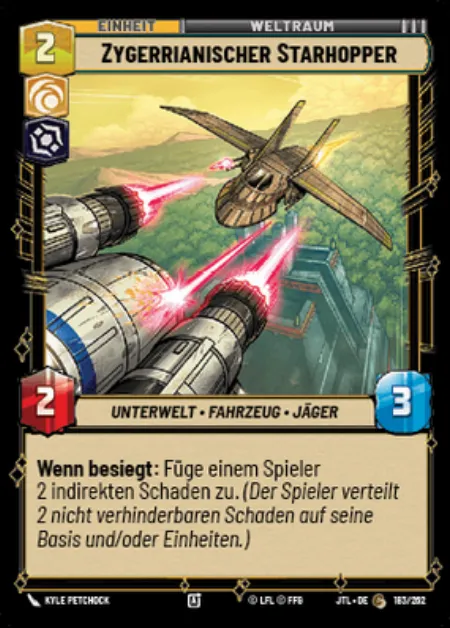 EINHEIT WELTRAUM
2 ZYGERRIANISCHER STARHOPPER
2 UNTERWELT • FAHRZEUG • JÄGER 3
Wenn besiegt: Füge einem Spieler
2 indirekten Schaden zu. (Der Spieler verteilt
2 nicht verhinderbaren Schaden auf seine
Basis und/oder Einheiten.)
KYLE PETCHOCK © LFL © FFG JTL • DE C 163/262